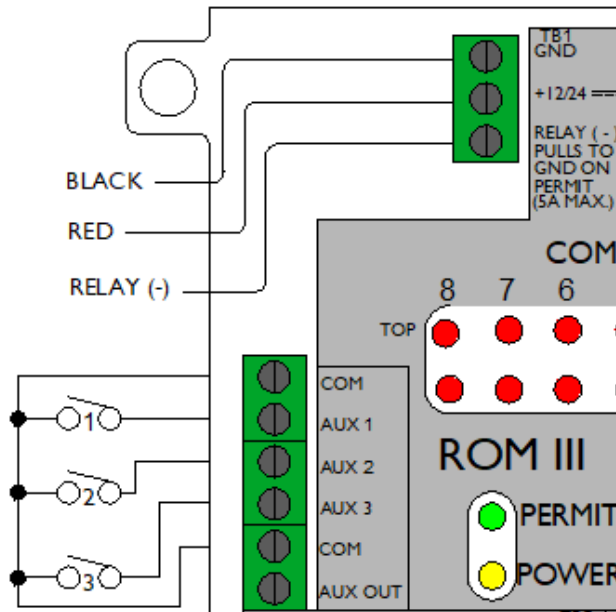 TB1
GND
+12/24
RELAY ( - )
PULLS TO
GND ON
PERMIT
(5A MAX.)
BLACK
RED
RELAY (-)
COM
8 7 6
TOP
COM
AUX 1
AUX 2
AUX 3
COM
AUX OUT
1
2
3
ROM III
PERMIT
POWER